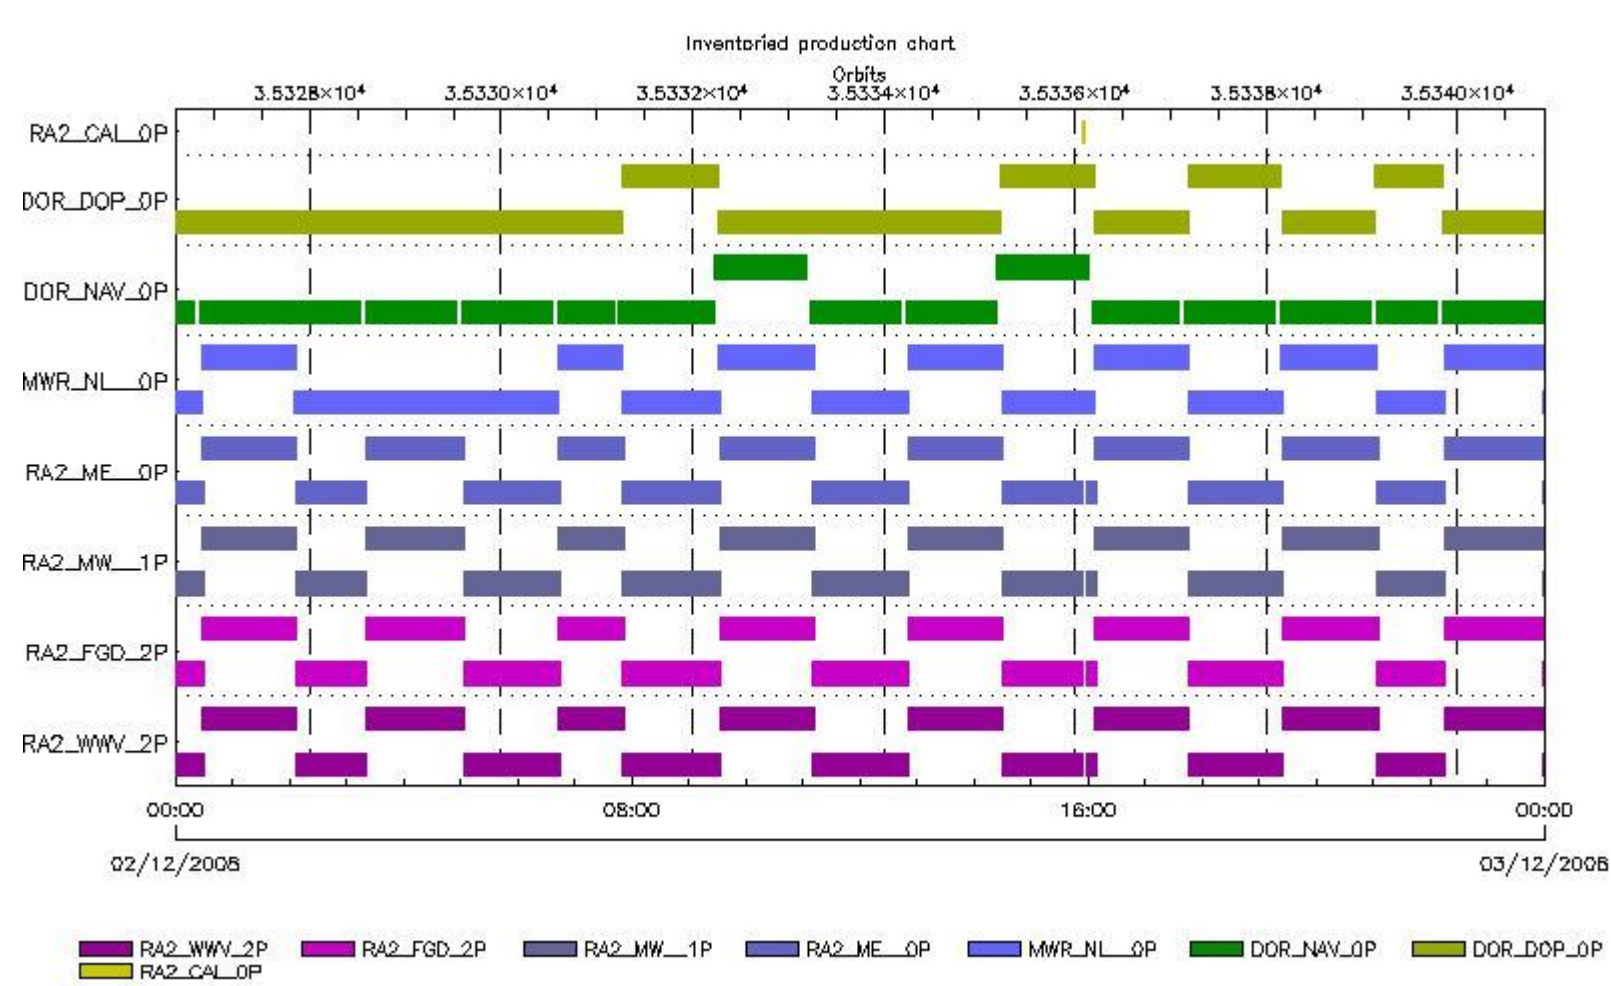 Inventoried production chart
Orbits
3.5328×10⁴ 3.5330×10⁴ 3.5332×10⁴ 3.5334×10⁴ 3.5336×10⁴ 3.5338×10⁴ 3.5340×10⁴
RA2_CAL_0P
DOR_DOP_0P
DOR_NAV_0P
MWR_NL__0P
RA2_ME__0P
RA2_MW__1P
RA2_FGD_2P
RA2_WWV_2P
00:00 08:00 16:00 00:00
02/12/2008 03/12/2008
RA2_WWV_2P RA2_FGD_2P RA2_MW__1P RA2_ME__0P MWR_NL__0P DOR_NAV_0P DOR_DOP_0P
RA2_CAL_0P